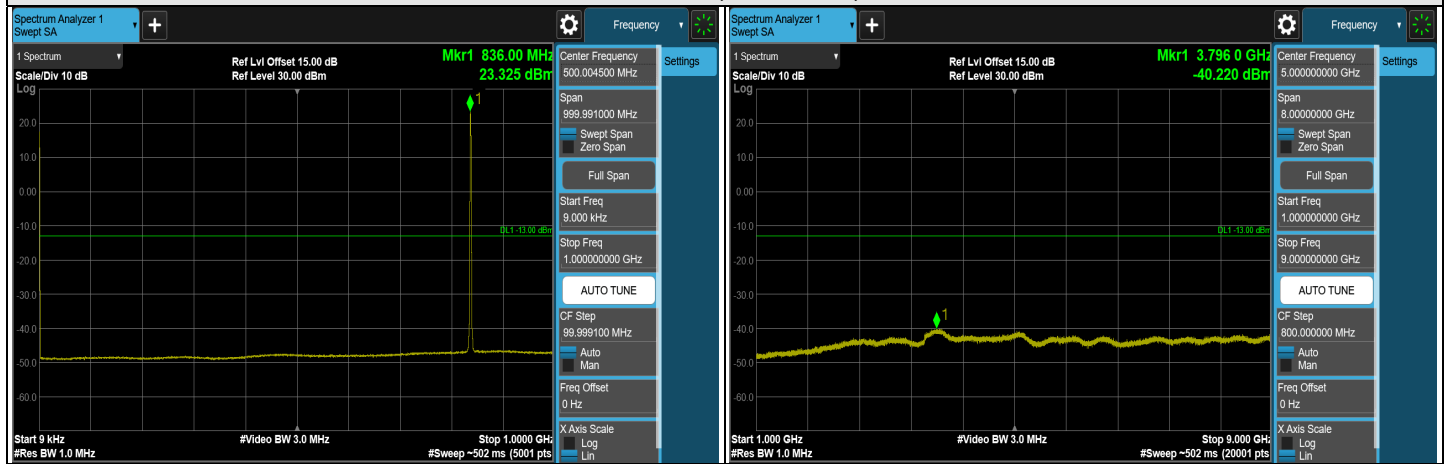 Spectrum Analyzer 1
Swept SA
+
Frequency
1 Spectrum
Scale/Div 10 dB
Log
Ref Lvl Offset 15.00 dB
Ref Level 30.00 dBm
Mkr1 836.00 MHz
23.325 dBm
1
20.0
10.0
0.00
-10.0
-20.0
-30.0
-40.0
-50.0
-60.0
DL1 -13.00 dBm
Start 9 kHz
#Res BW 1.0 MHz
#Video BW 3.0 MHz
Stop 1.0000 GHz
#Sweep ~502 ms (5001 pts
Center Frequency
500.004500 MHz
Settings
Span
999.991000 MHz
Swept Span
Zero Span
Full Span
Start Freq
9.000 kHz
Stop Freq
1.000000000 GHz
AUTO TUNE
CF Step
99.999100 MHz
Auto
Man
Freq Offset
0 Hz
X Axis Scale
Log
Lin
Spectrum Analyzer 1
Swept SA
+
Frequency
1 Spectrum
Scale/Div 10 dB
Log
Ref Lvl Offset 15.00 dB
Ref Level 30.00 dBm
Mkr1 3.796 0 GHz
-40.220 dBm
1
20.0
10.0
0.00
-10.0
-20.0
-30.0
-40.0
-50.0
-60.0
DL1 -13.00 dBm
Start 1.000 GHz
#Res BW 1.0 MHz
#Video BW 3.0 MHz
Stop 9.000 GHz
#Sweep ~502 ms (20001 pts
Center Frequency
5.000000000 GHz
Settings
Span
8.00000000 GHz
Swept Span
Zero Span
Full Span
Start Freq
1.000000000 GHz
Stop Freq
9.000000000 GHz
AUTO TUNE
CF Step
800.000000 MHz
Auto
Man
Freq Offset
0 Hz
X Axis Scale
Log
Lin